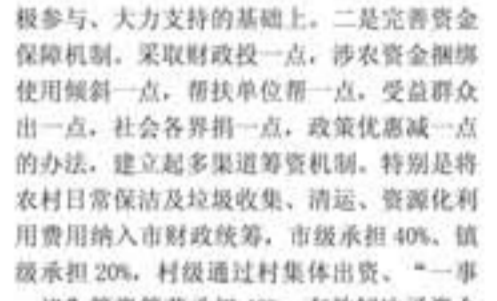 极参与、大力支持的基础上。二是完善资金
保障机制。采取财政投一点，涉农资金捆绑
使用倾斜一点，帮扶单位帮一点，受益群众
出一点，社会各界捐一点，政策优惠减一点
的办法，建立起多渠道筹资机制。特别是将
农村日常保洁及垃圾收集、清运、资源化利
用费用纳入市财政统筹，市级承担 40%、镇
级承担 20%，村级通过村集体出资、“一事